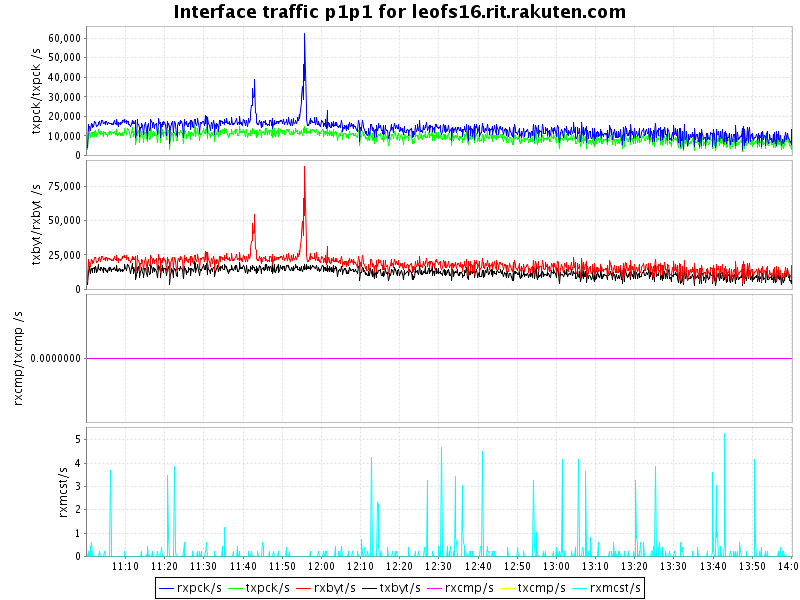 Interface traffic p1p1 for leofs16.rit.rakuten.com
txpck/txpck /s
60,000
50,000
40,000
30,000
20,000
10,000
0
txbyt/rxbyt /s
75,000
50,000
25,000
0
rxcmp/txcmp /s
0.0000000
rxmcst/s
5
4
3
2
1
0
11:10 11:20 11:30 11:40 11:50 12:00 12:10 12:20 12:30 12:40 12:50 13:00 13:10 13:20 13:30 13:40 13:50 14:0
rxpck/s txpck/s rxbyt/s txbyt/s rxcmp/s txcmp/s rxmcst/s